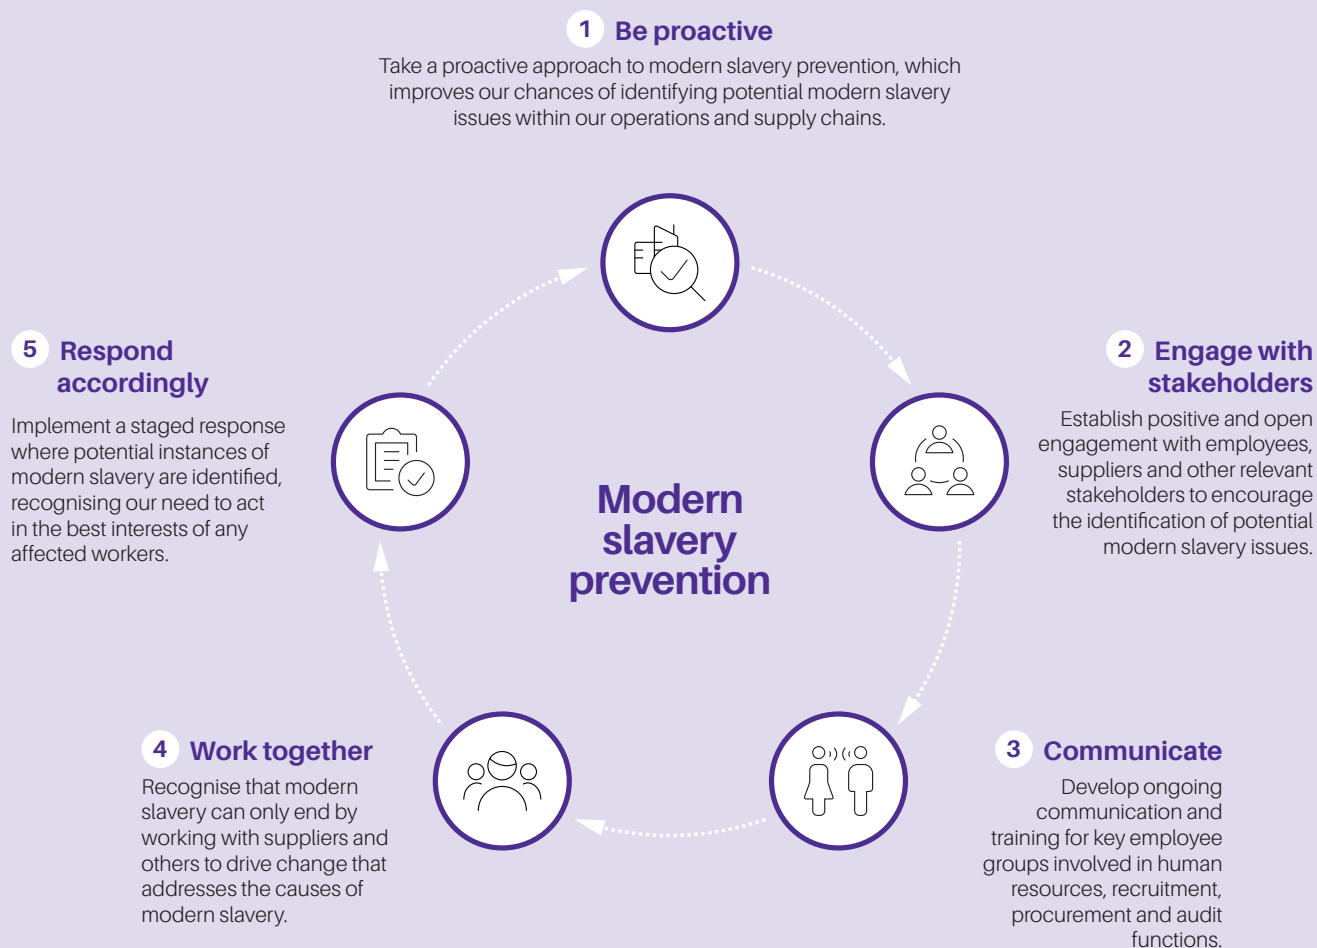 1 Be proactive
Take a proactive approach to modern slavery prevention, which
improves our chances of identifying potential modern slavery
issues within our operations and supply chains.
2 Engage with
stakeholders
Establish positive and open
engagement with employees,
suppliers and other relevant
stakeholders to encourage
the identification of potential
modern slavery issues.
3 Communicate
Develop ongoing
communication and
training for key employee
groups involved in human
resources, recruitment,
procurement and audit
functions.
4 Work together
Recognise that modern
slavery can only end by
working with suppliers and
others to drive change that
addresses the causes of
modern slavery.
5 Respond
accordingly
Implement a staged response
where potential instances of
modern slavery are identified,
recognising our need to act
in the best interests of any
affected workers.
Modern
slavery
prevention